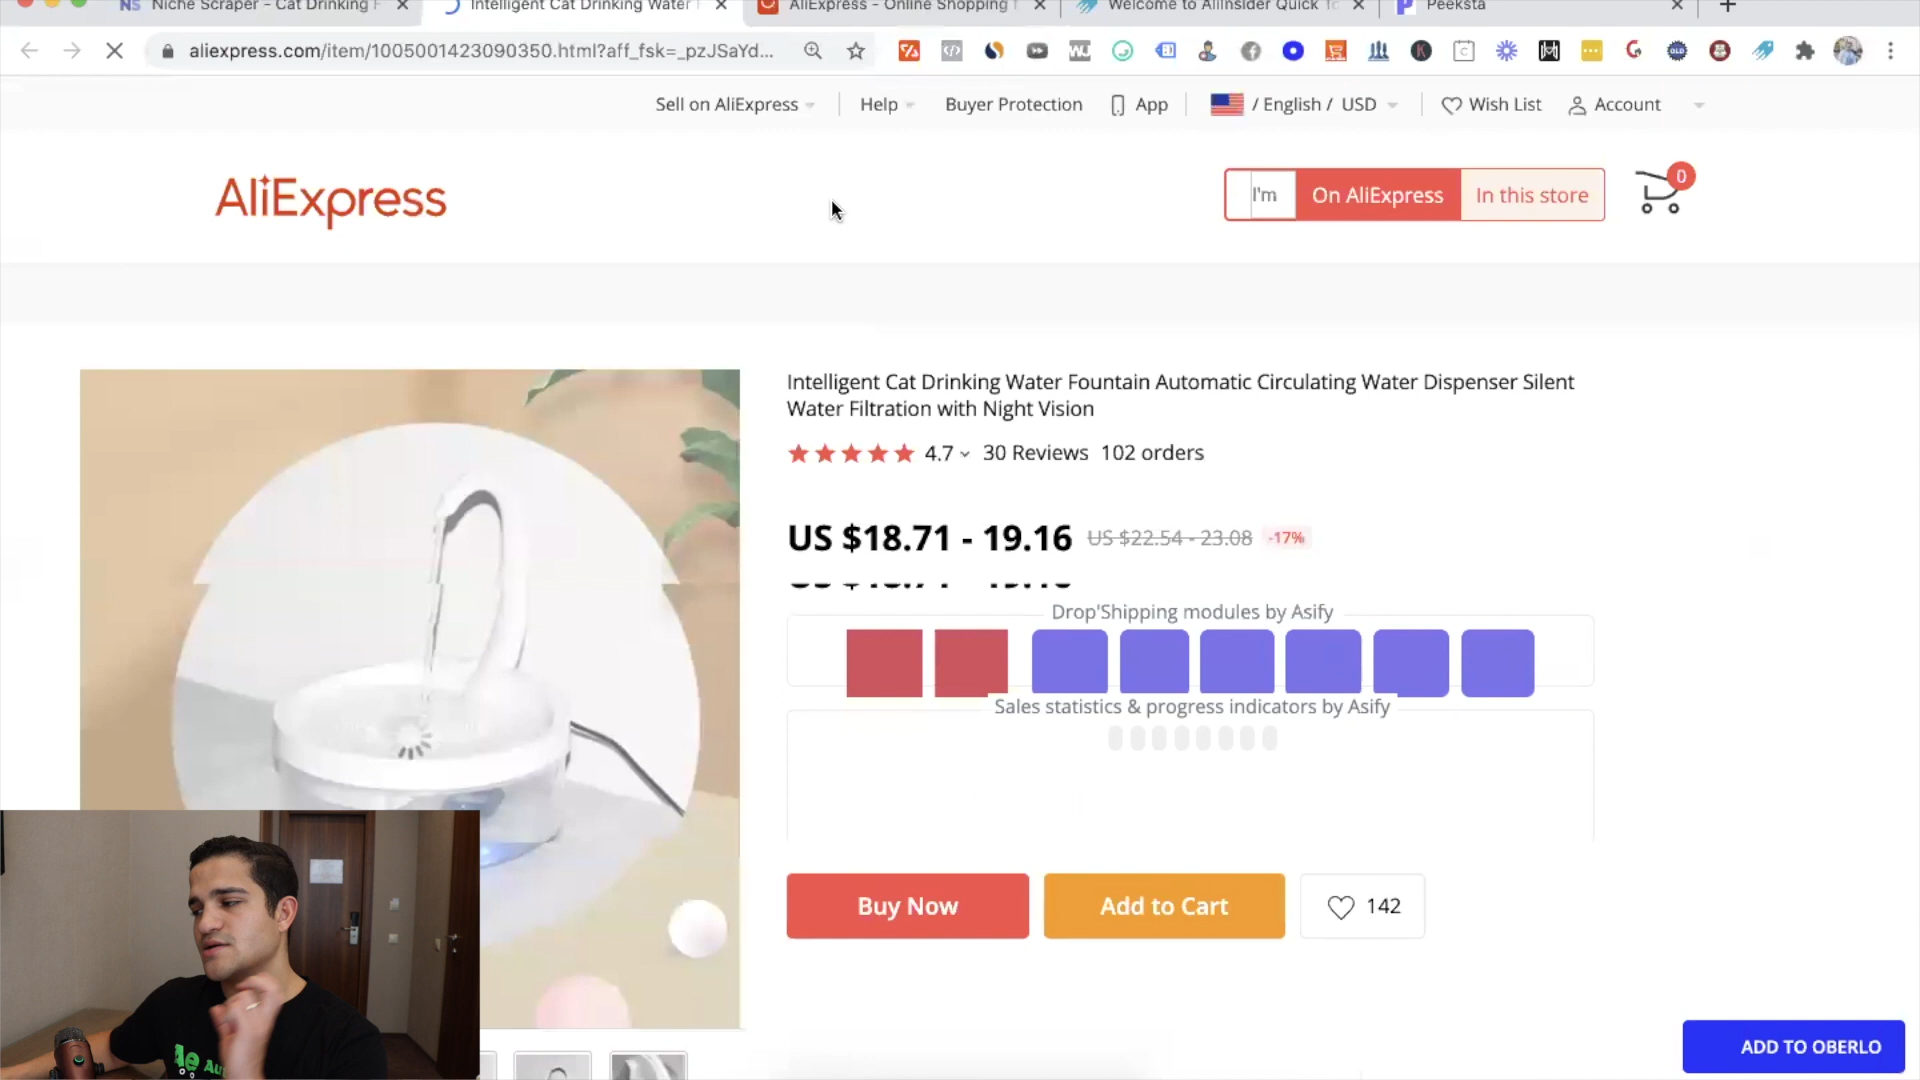 NS Niche Scraper - Cat Drinking F
Intelligent Cat Drinking Water F
AliExpress - Online Shopping f
Welcome to AliInsider Quick To
Peeksta
aliexpress.com/item/1005001423090350.html?aff_fsk=_pzJSaYd...
Sell on AliExpress
Help
Buyer Protection
App
/ English / USD
Wish List
Account
AliExpress
I'm
On AliExpress
In this store
0
Intelligent Cat Drinking Water Fountain Automatic Circulating Water Dispenser Silent
Water Filtration with Night Vision
4.7
30 Reviews
102 orders
US $18.71 - 19.16
US $22.54 - 23.08
-17%
Drop'Shipping modules by Asify
Sales statistics & progress indicators by Asify
Buy Now
Add to Cart
142
ADD TO OBERLO